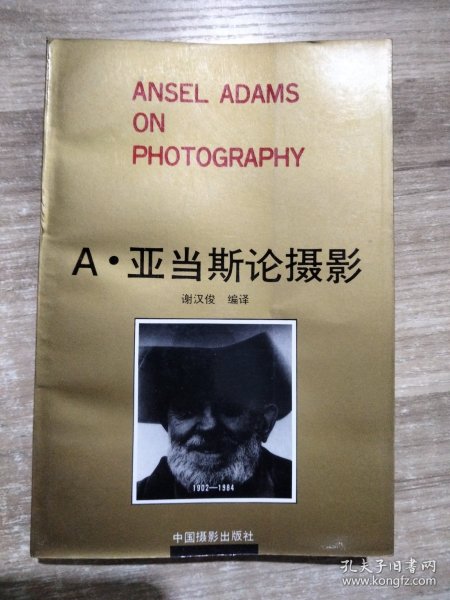 ANSEL ADAMS
ON
PHOTOGRAPHY
A·亚当斯论摄影
谢汉俊 编译
1902—1984
中国摄影出版社
孔夫子旧书网
www.kongfz.com